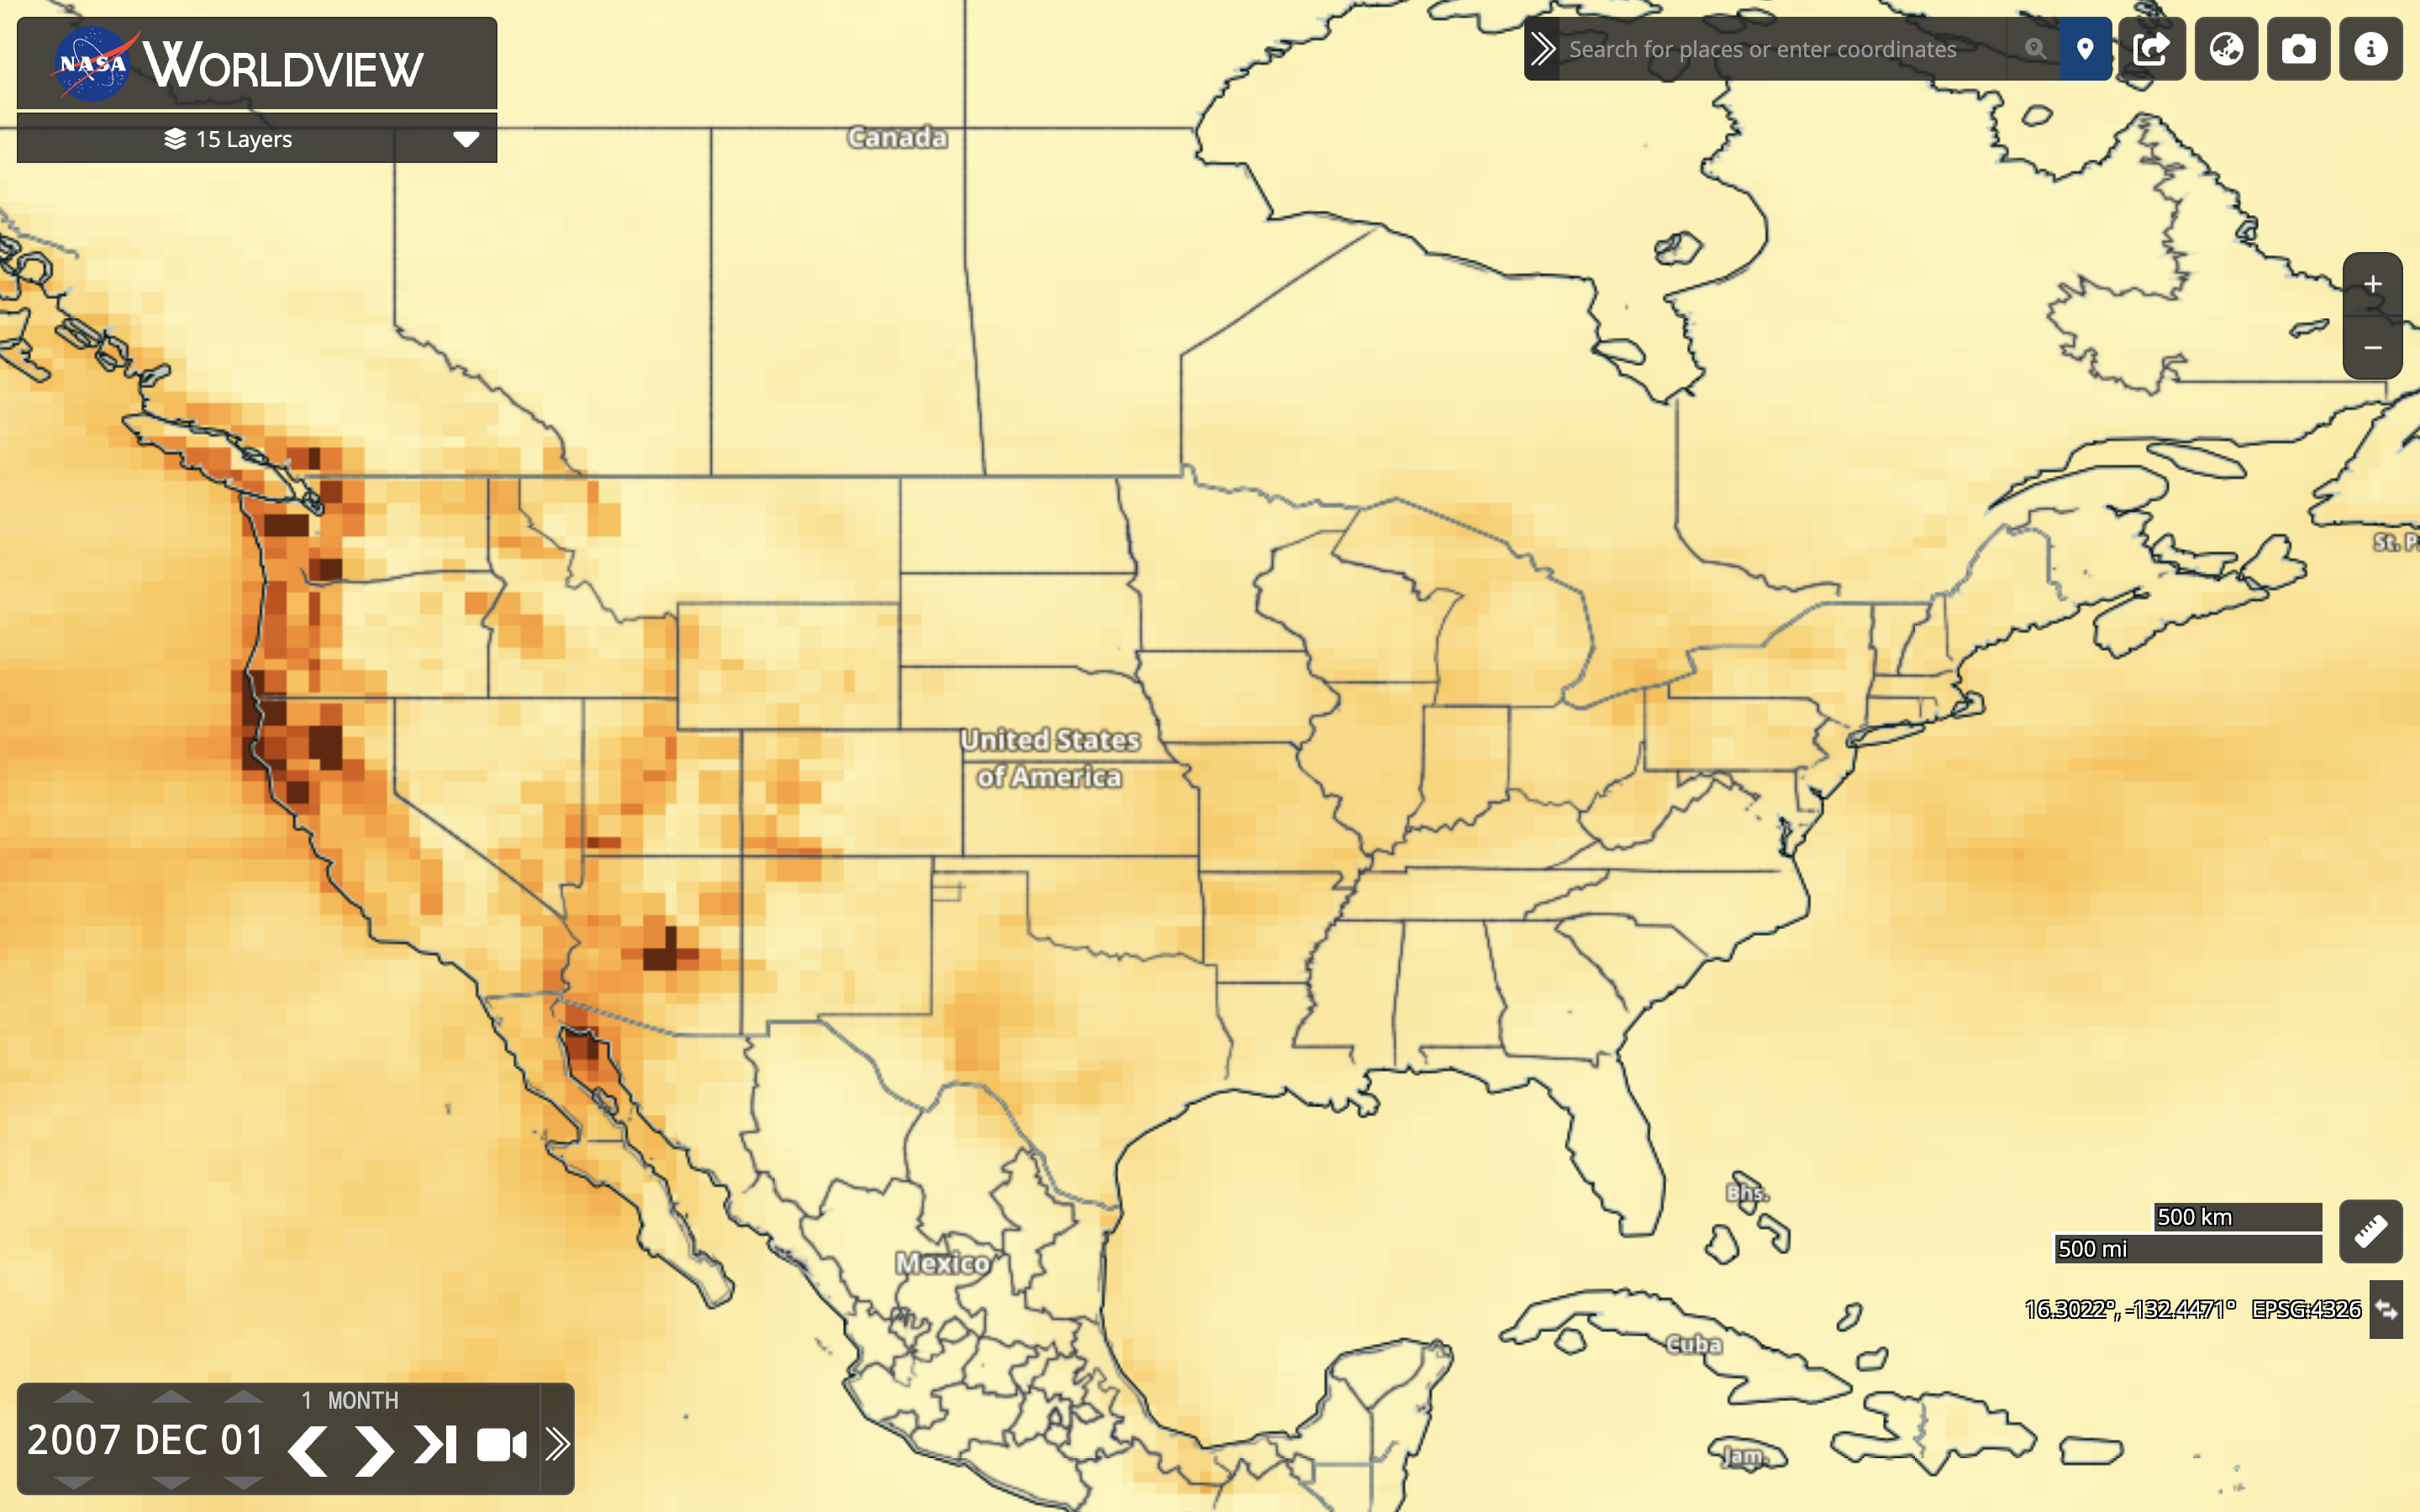 NASA WORLDVIEW
15 Layers
Search for places or enter coordinates
Canada
St. P
United States
of America
Bhs.
500 km
500 mi
Mexico
16.3022°, -132.4471° EPSG:4326
Cuba
Jam.
1 MONTH
2007 DEC 01